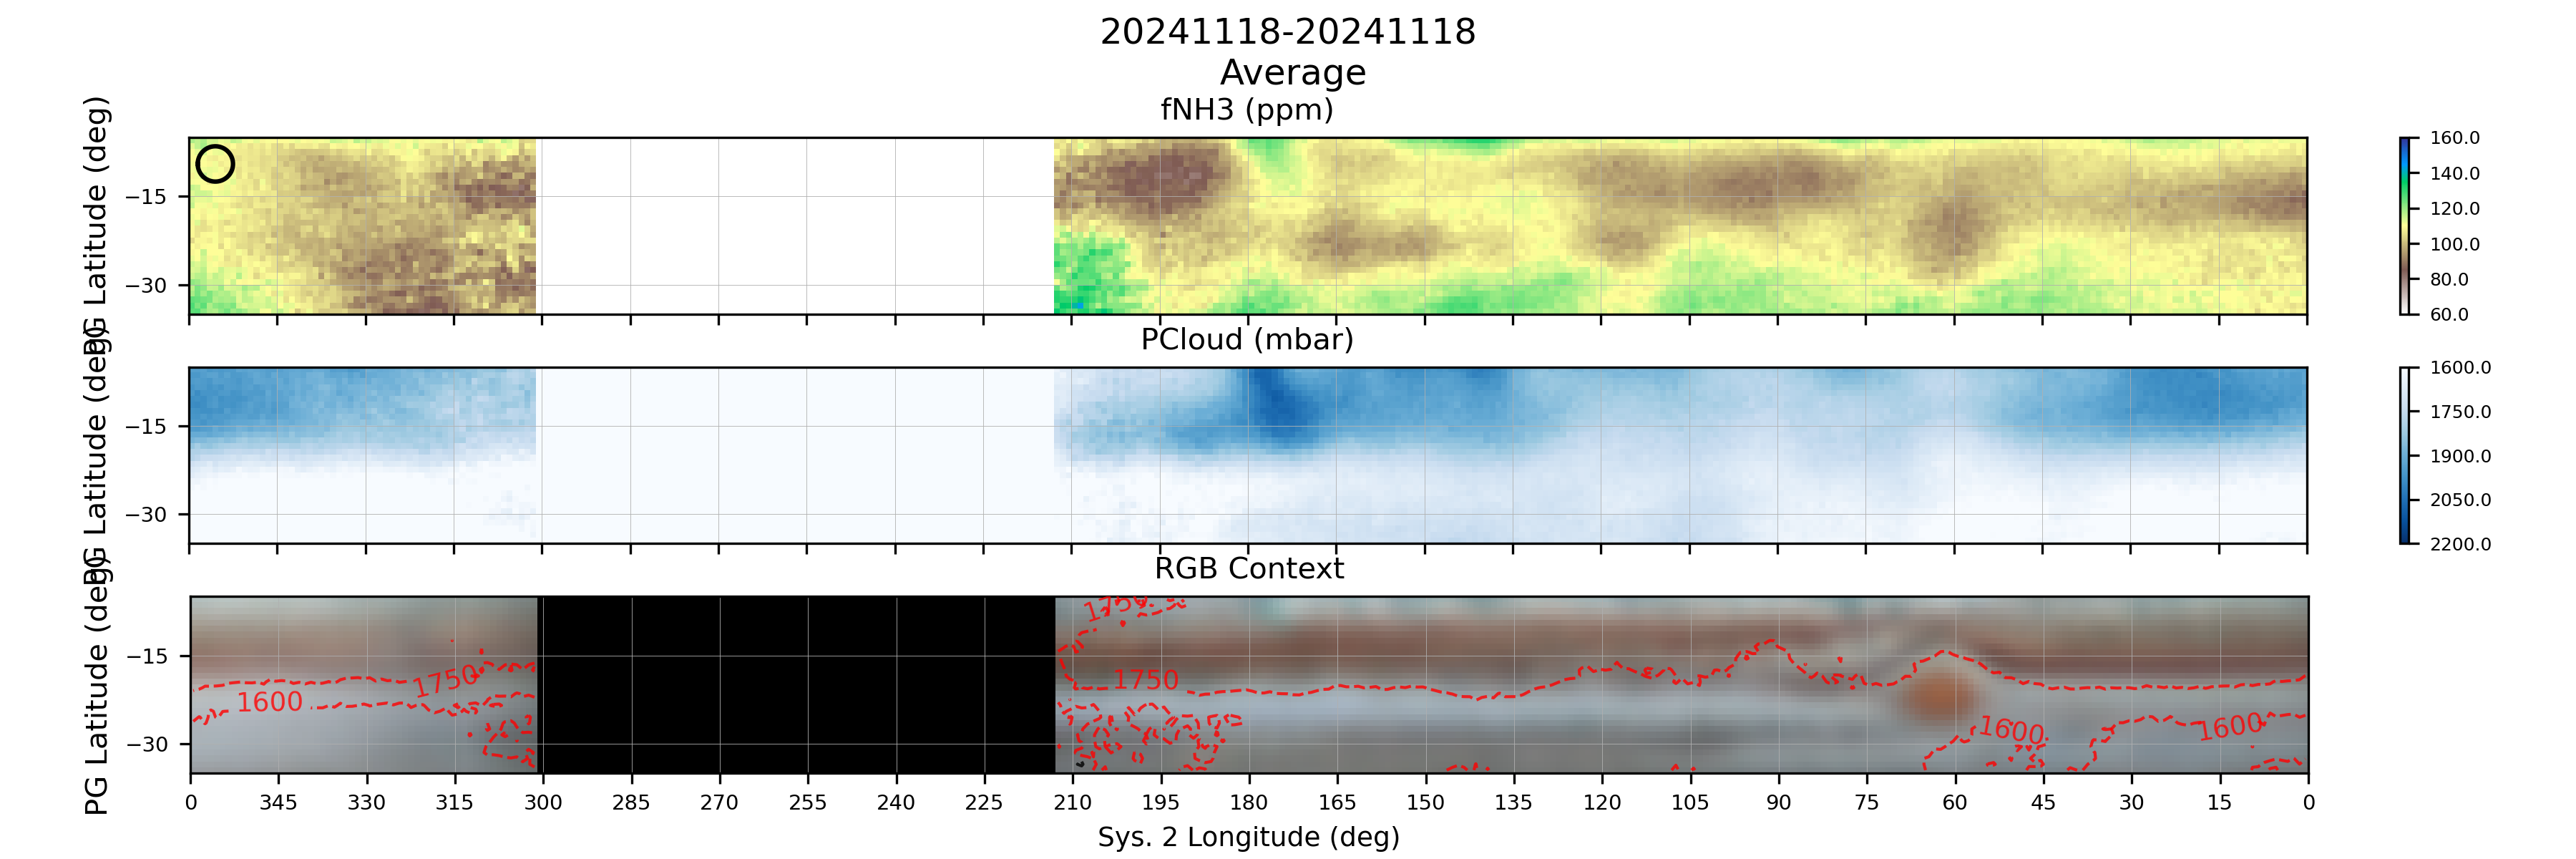 20241118-20241118
Average
fNH3 (ppm)
PG Latitude (deg)
−15
−30
160.0
140.0
120.0
100.0
80.0
60.0
PCloud (mbar)
PG Latitude (deg)
−15
−30
1600.0
1750.0
1900.0
2050.0
2200.0
RGB Context
PG Latitude (deg)
−15
−30
1750
1750
1600
1750
1600
1600
0 345 330 315 300 285 270 255 240 225 210 195 180 165 150 135 120 105 90 75 60 45 30 15 0
Sys. 2 Longitude (deg)